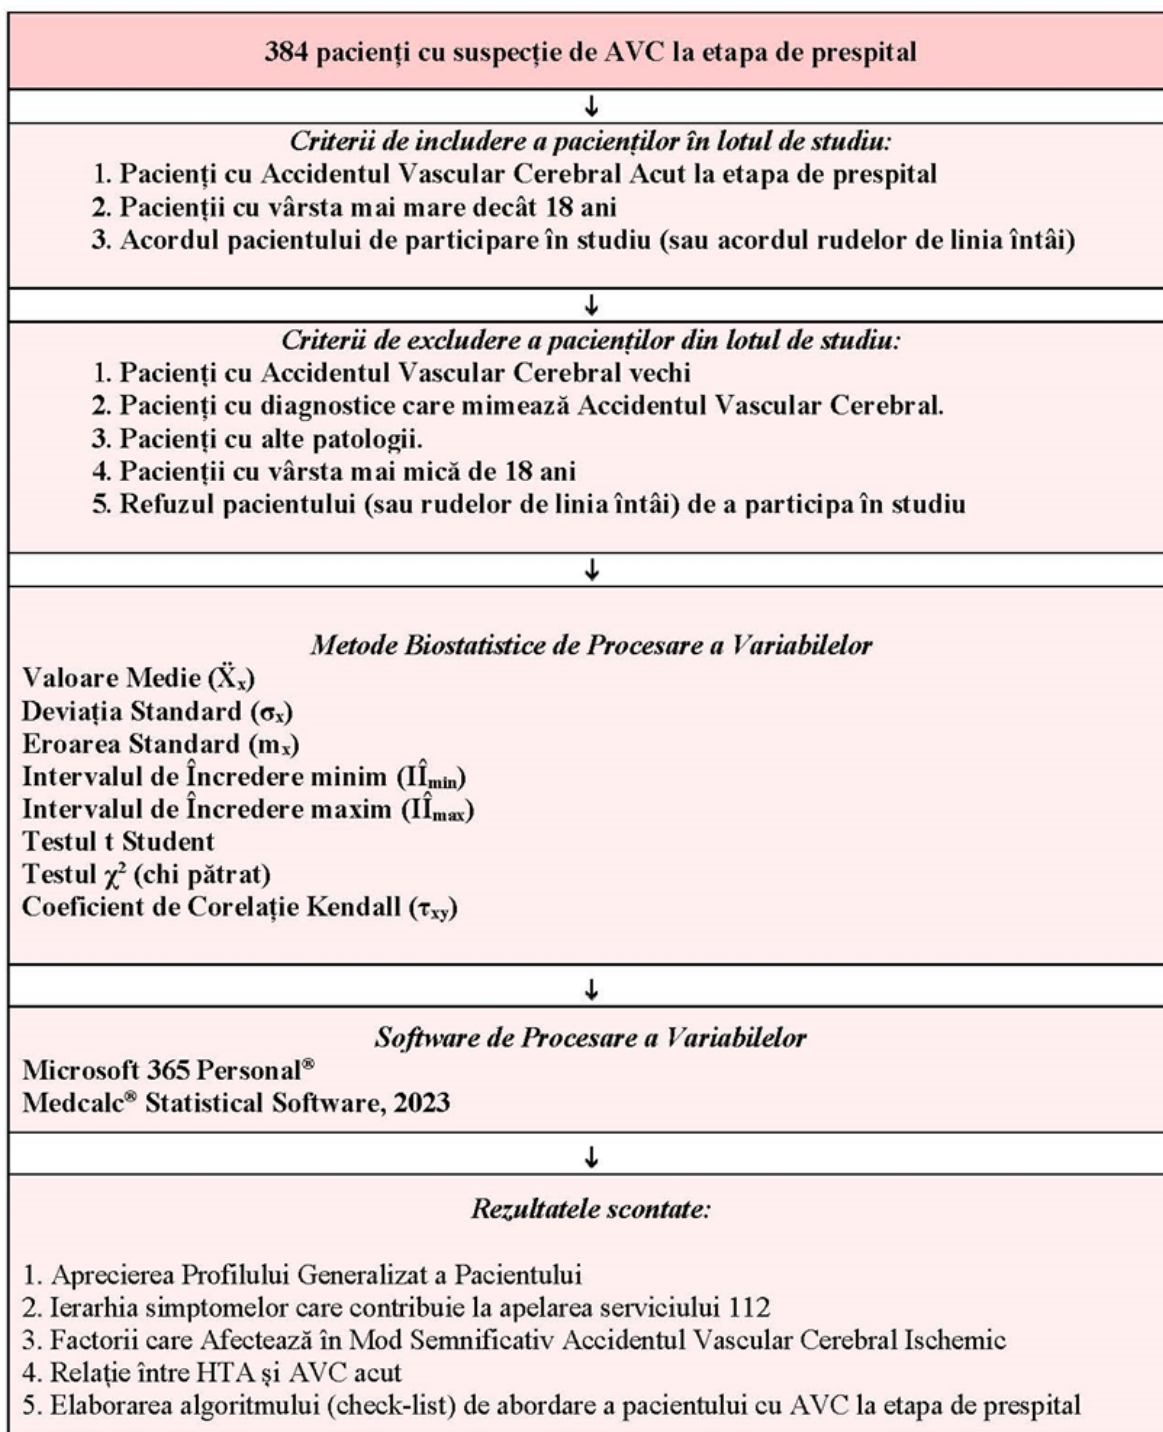 384 pacienți cu suspecție de AVC la etapa de prespital
↓
Criterii de includere a pacienților în lotul de studiu:
1. Pacienți cu Accidentul Vascular Cerebral Acut la etapa de prespital
2. Pacienții cu vârsta mai mare decât 18 ani
3. Acordul pacientului de participare în studiu (sau acordul rudelor de linia întâi)
↓
Criterii de excludere a pacienților din lotul de studiu:
1. Pacienți cu Accidentul Vascular Cerebral vechi
2. Pacienți cu diagnostice care mimează Accidentul Vascular Cerebral.
3. Pacienți cu alte patologii.
4. Pacienții cu vârsta mai mică de 18 ani
5. Refuzul pacientului (sau rudelor de linia întâi) de a participa în studiu
↓
Metode Biostatistice de Procesare a Variabilelor
Valoare Medie (Ẍₓ)
Deviația Standard (σₓ)
Eroarea Standard (mₓ)
Intervalul de Încredere minim (IÎmin)
Intervalul de Încredere maxim (IÎmax)
Testul t Student
Testul χ² (chi pătrat)
Coeficient de Corelație Kendall (τxy)
↓
Software de Procesare a Variabilelor
Microsoft 365 Personal®
Medcalc® Statistical Software, 2023
↓
Rezultatele scontate:
1. Aprecierea Profilului Generalizat a Pacientului
2. Ierarhia simptomelor care contribuie la apelarea serviciului 112
3. Factorii care Afectează în Mod Semnificativ Accidentul Vascular Cerebral Ischemic
4. Relație între HTA și AVC acut
5. Elaborarea algoritmului (check-list) de abordare a pacientului cu AVC la etapa de prespital